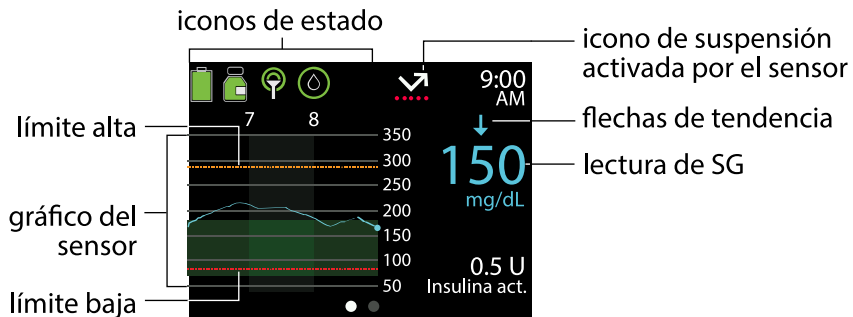 iconos de estado
icono de suspensión
activada por el sensor
9:00
AM
límite alta
7 8
350
flechas de tendencia
300
250
150
mg/dL
lectura de SG
gráfico del
sensor
200
150
100
0.5 U
Insulina act.
límite baja
50